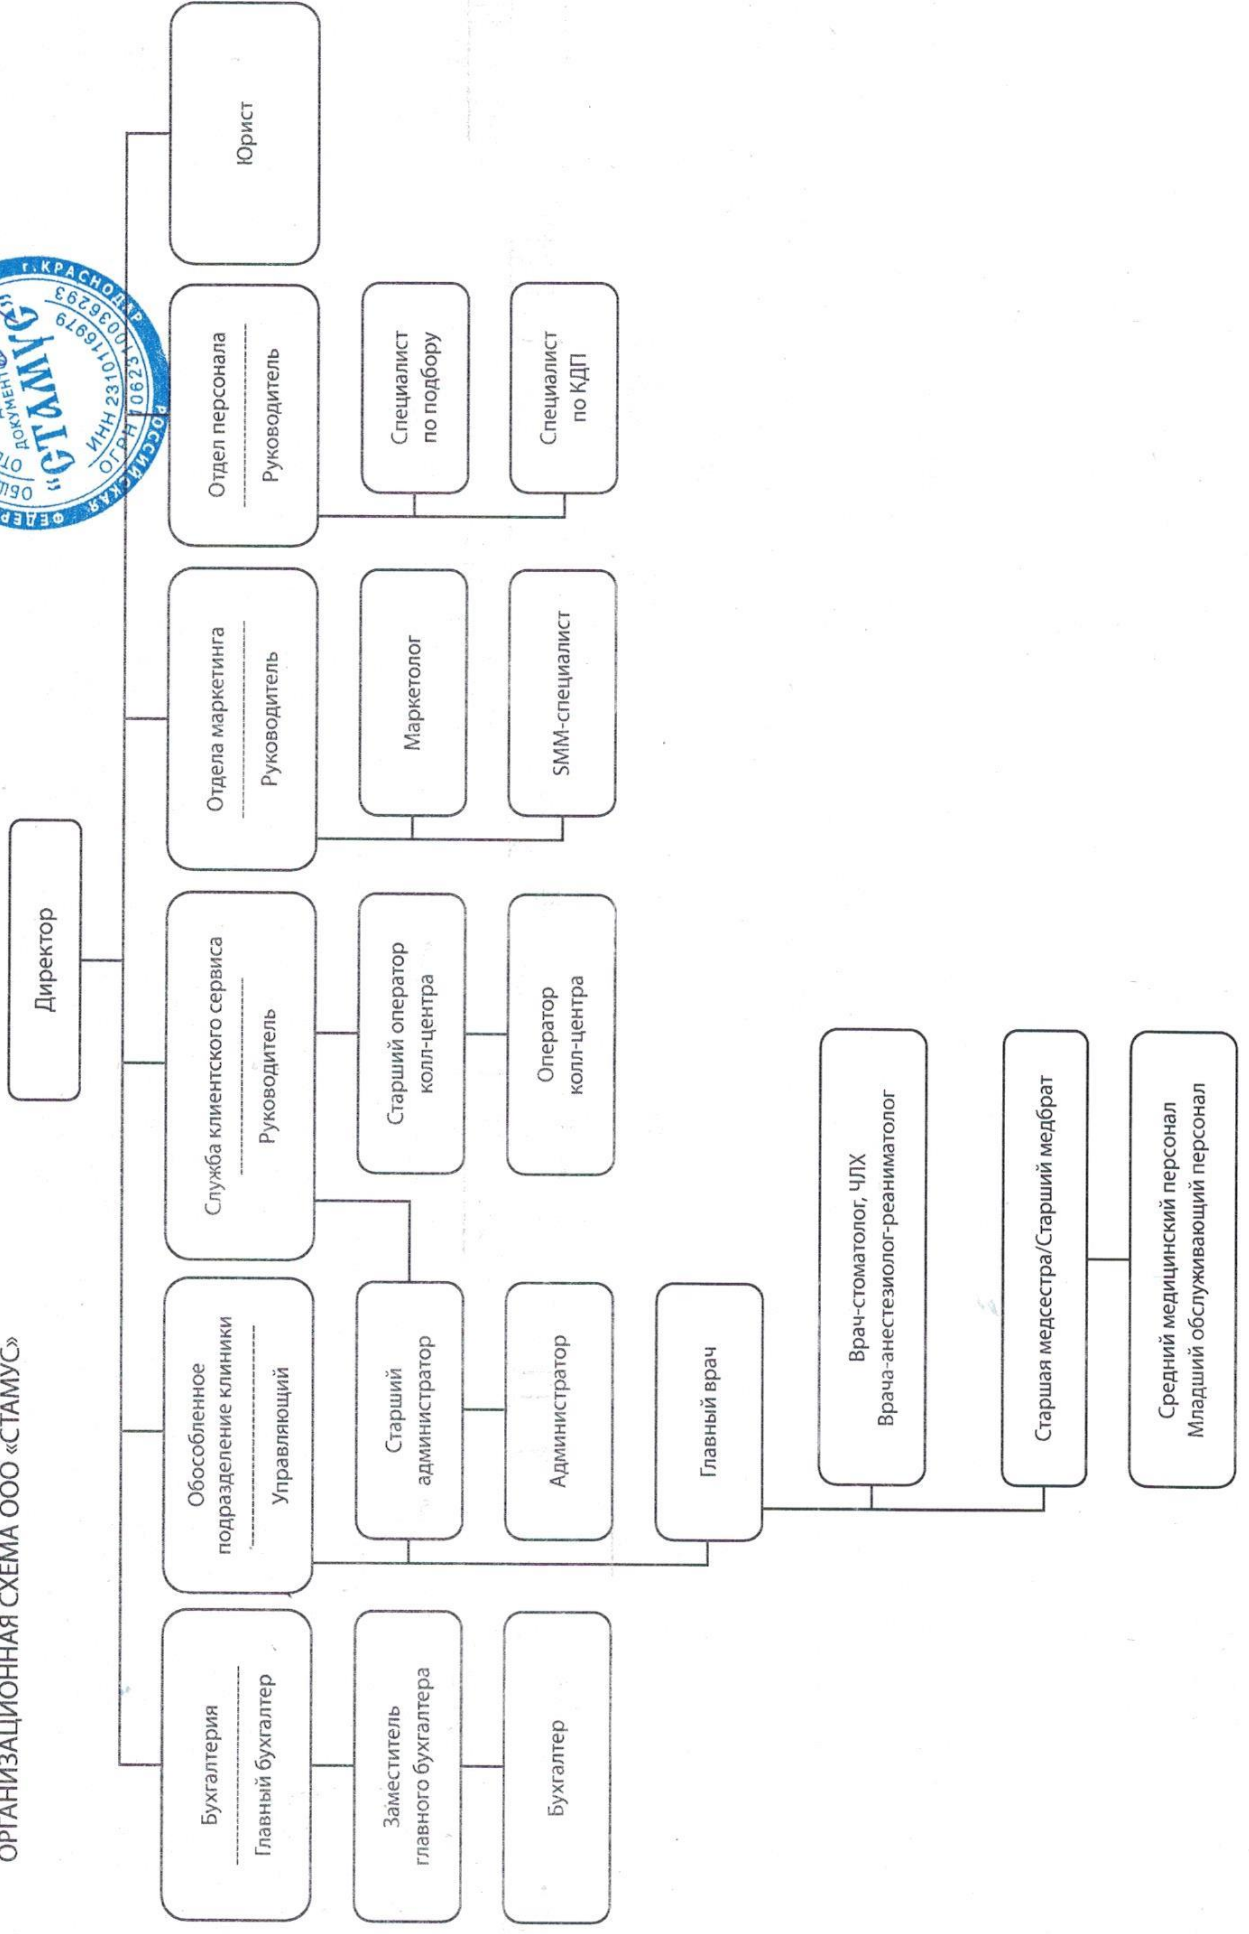 ОРГАНИЗАЦИОННАЯ СХЕМА ООО «СТАМУС»
Директор
Бухгалтерия
Главный бухгалтер
Заместитель
главного бухгалтера
Бухгалтер
Обособленное
подразделение клиники
Управляющий
Старший
администратор
Администратор
Главный врач
Врач-стоматолог, ЧЛХ
Врача-анестезиолог-реаниматолог
Старшая медсестра/Старший медбрат
Средний медицинский персонал
Младший обслуживающий персонал
Служба клиентского сервиса
Руководитель
Старший оператор
колл-центра
Оператор
колл-центра
Отдела маркетинга
Руководитель
Маркетолог
SMM-специалист
Отдел персонала
Руководитель
Специалист
по подбору
Специалист
по КДП
Юрист
ДОКУМЕНТО
"СТАМУС"
ИНН 2310116979
ОГРН 1062310036293
РОССИЙСКАЯ
г.КРАСНОДАР